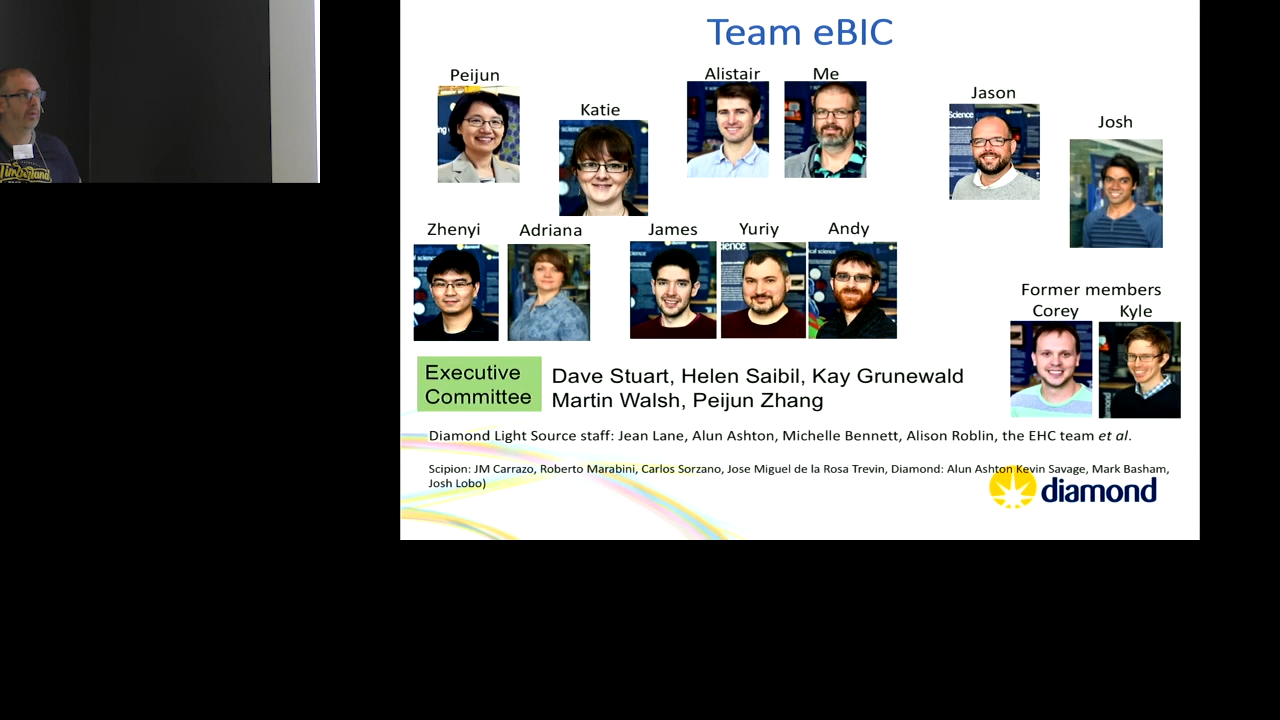 Team eBIC
Peijun
Katie
Alistair
Me
Jason
Josh
Zhenyi
Adriana
James
Yuriy
Andy
Former members
Corey
Kyle
Executive
Committee
Dave Stuart, Helen Saibil, Kay Grunewald
Martin Walsh, Peijun Zhang
Diamond Light Source staff: Jean Lane, Alun Ashton, Michelle Bennett, Alison Roblin, the EHC team et al.
Scipion: JM Carrazo, Roberto Marabini, Carlos Sorzano, Jose Miguel de la Rosa Trevin, Diamond: Alun Ashton Kevin Savage, Mark Basham,
Josh Lobo)
diamond
Timberland